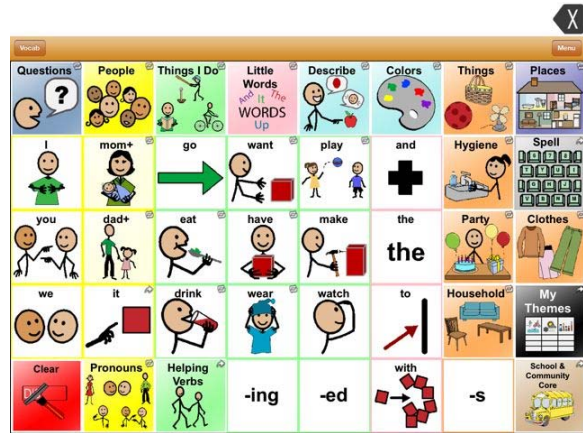 X
Vocab
Menu
Questions
People
Things I Do
Little
Words
And It The
WORDS
Up
Describe
Colors
Things
Places
?
I
mom+
go
want
play
and
Hygiene
Spell
you
dad+
eat
have
make
the
the
Party
Clothes
we
it
drink
wear
watch
to
Household
My
Themes
Clear
Pronouns
Helping
Verbs
-ing
-ed
with
-s
School &
Community
Core